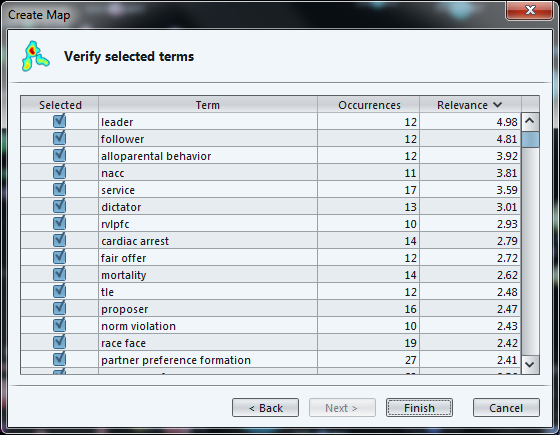 Create Map
Verify selected terms
Selected Term Occurrences Relevance
leader 12 4.98
follower 12 4.81
alloparental behavior 12 3.92
nacc 11 3.81
service 17 3.59
dictator 13 3.01
rvlpfc 10 2.93
cardiac arrest 14 2.79
fair offer 12 2.72
mortality 14 2.62
tle 12 2.48
proposer 16 2.47
norm violation 10 2.43
race face 19 2.42
partner preference formation 27 2.41
< Back Next > Finish Cancel